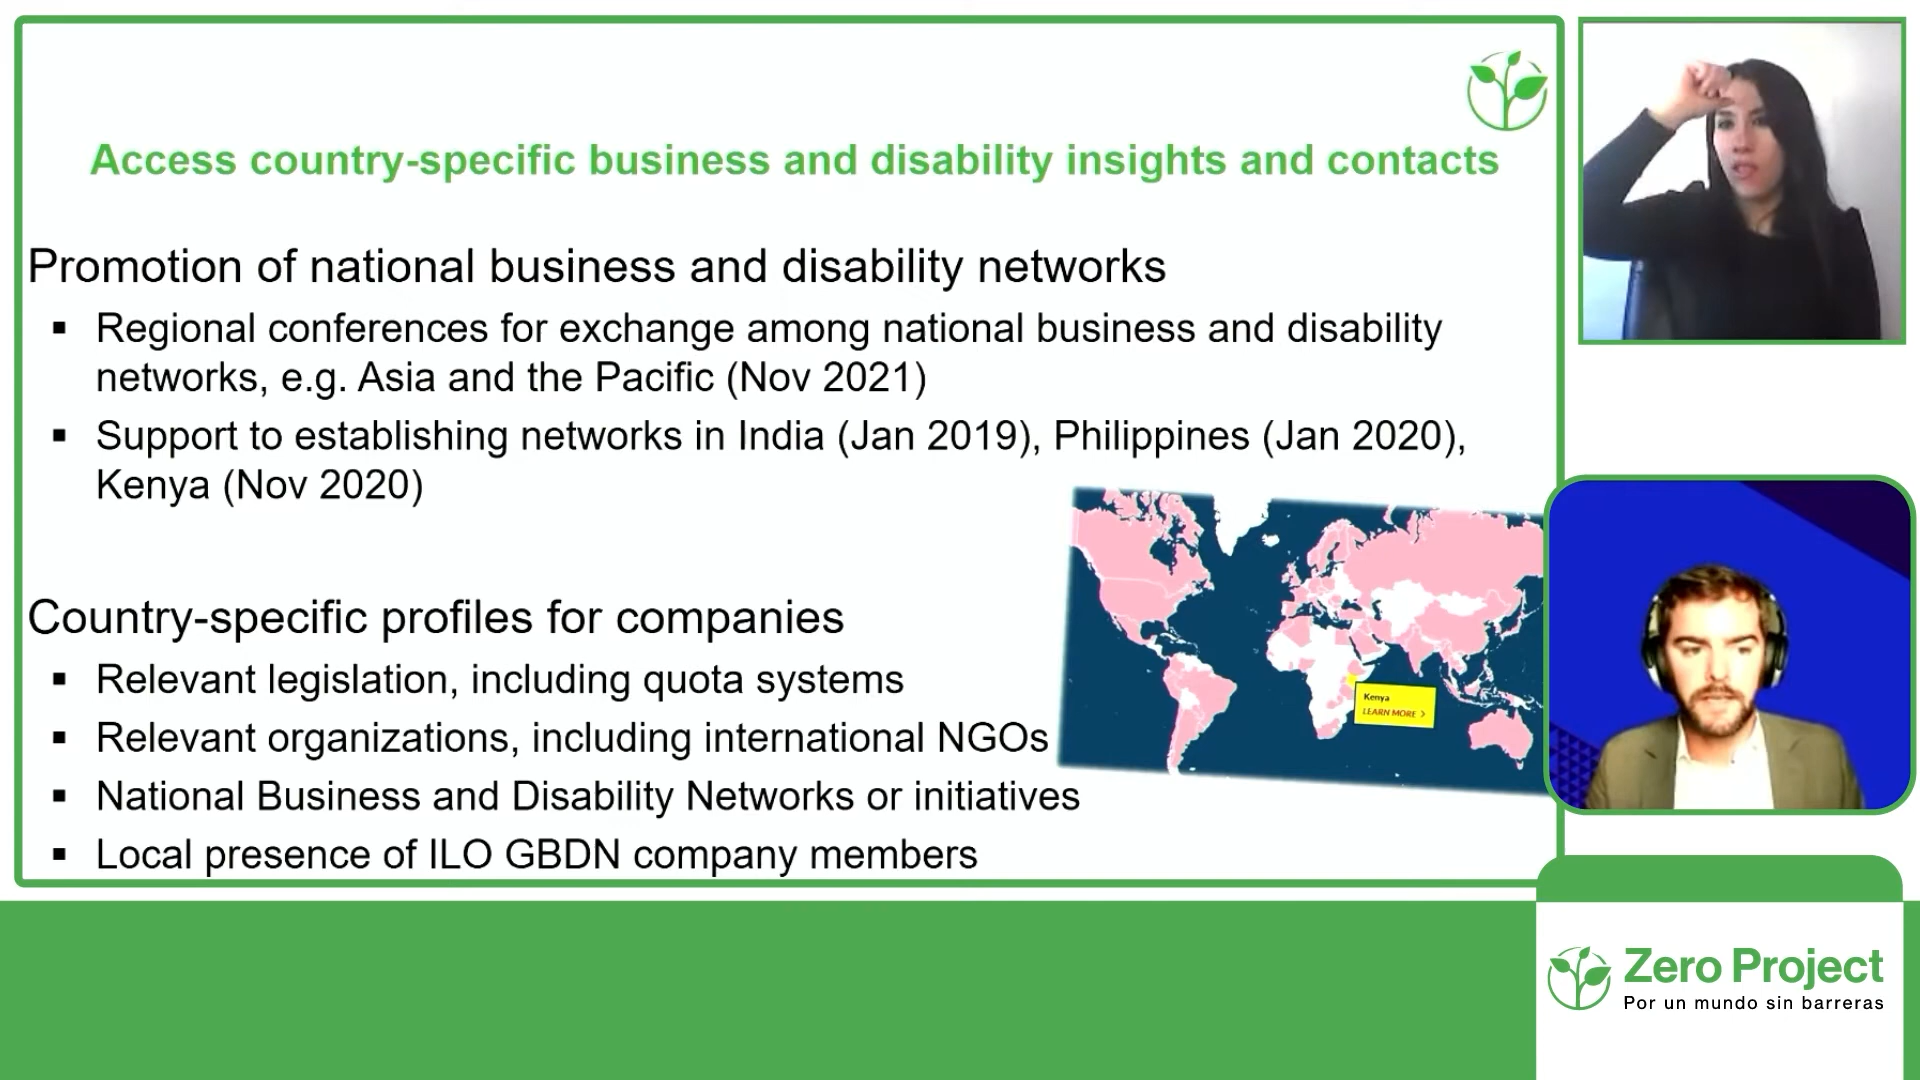 Access country-specific business and disability insights and contacts
Promotion of national business and disability networks
▪ Regional conferences for exchange among national business and disability
networks, e.g. Asia and the Pacific (Nov 2021)
▪ Support to establishing networks in India (Jan 2019), Philippines (Jan 2020),
Kenya (Nov 2020)
Country-specific profiles for companies
▪ Relevant legislation, including quota systems
▪ Relevant organizations, including international NGOs
▪ National Business and Disability Networks or initiatives
▪ Local presence of ILO GBDN company members
Kenya
LEARN MORE >
Zero Project
Por un mundo sin barreras